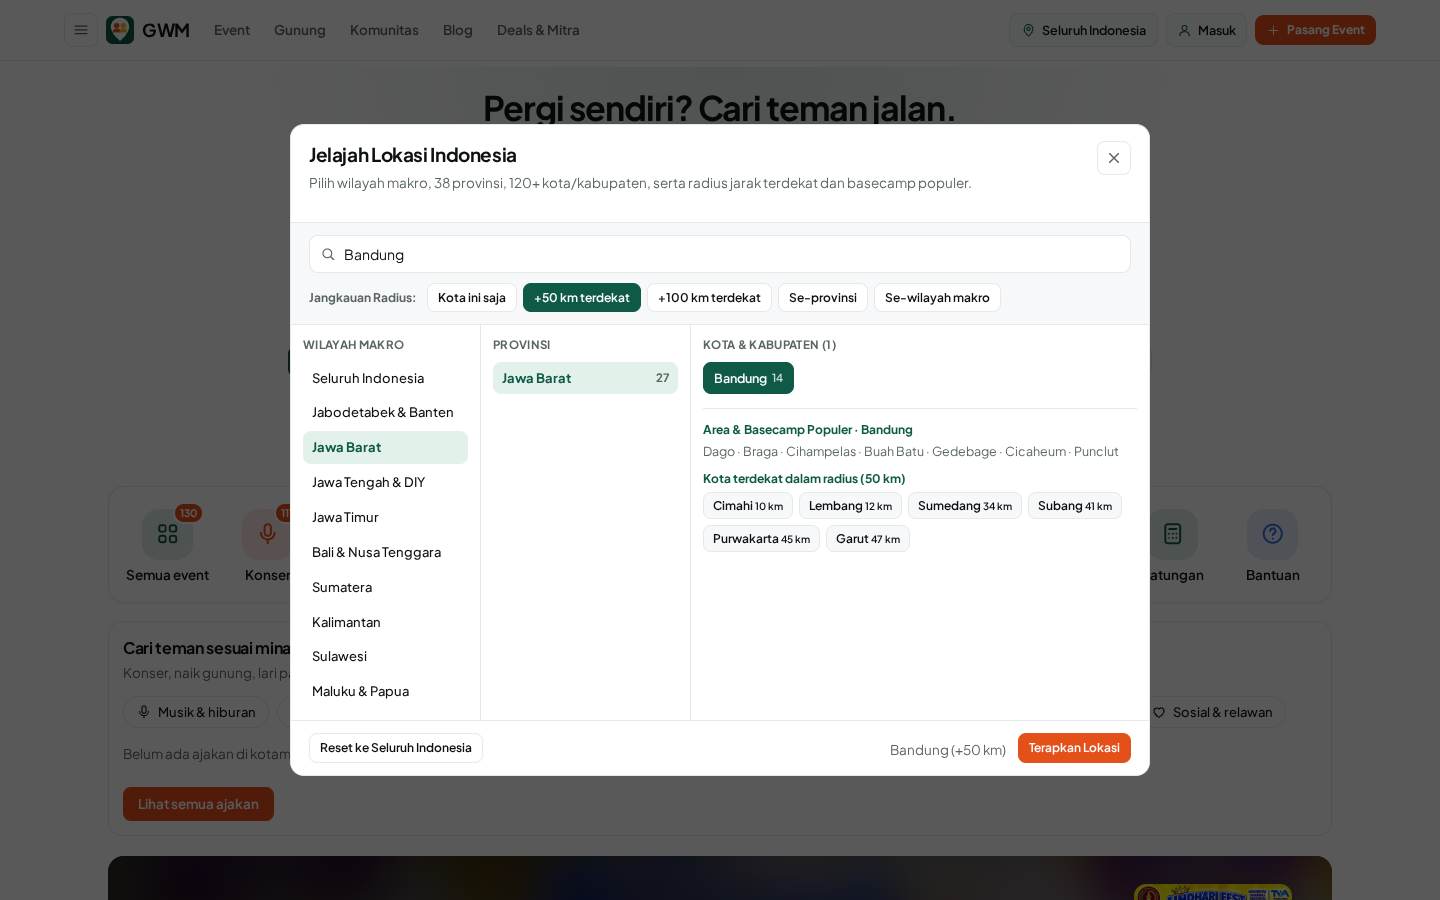 GWM Event Gunung Komunitas Blog Deals & Mitra Seluruh Indonesia Masuk Pasang Event
Pergi sendiri? Cari teman jalan.
Jelajah Lokasi Indonesia
Pilih wilayah makro, 38 provinsi, 120+ kota/kabupaten, serta radius jarak terdekat dan basecamp populer.
Bandung
Jangkauan Radius: Kota ini saja +50 km terdekat +100 km terdekat Se-provinsi Se-wilayah makro
WILAYAH MAKRO
Seluruh Indonesia
Jabodetabek & Banten
Jawa Barat
Jawa Tengah & DIY
Jawa Timur
Bali & Nusa Tenggara
Sumatera
Kalimantan
Sulawesi
Maluku & Papua
PROVINSI
Jawa Barat 27
KOTA & KABUPATEN (1)
Bandung 14
Area & Basecamp Populer · Bandung
Dago · Braga · Cihampelas · Buah Batu · Gedebage · Cicaheum · Punclut
Kota terdekat dalam radius (50 km)
Cimahi 10 km Lembang 12 km Sumedang 34 km Subang 41 km
Purwakarta 45 km Garut 47 km
Reset ke Seluruh Indonesia Bandung (+50 km) Terapkan Lokasi
130
Semua event Konser atungan Bantuan
Cari teman sesuai mina
Konser, naik gunung, lari pa
Musik & hiburan Sosial & relawan
Belum ada ajakan di kotam
Lihat semua ajakan